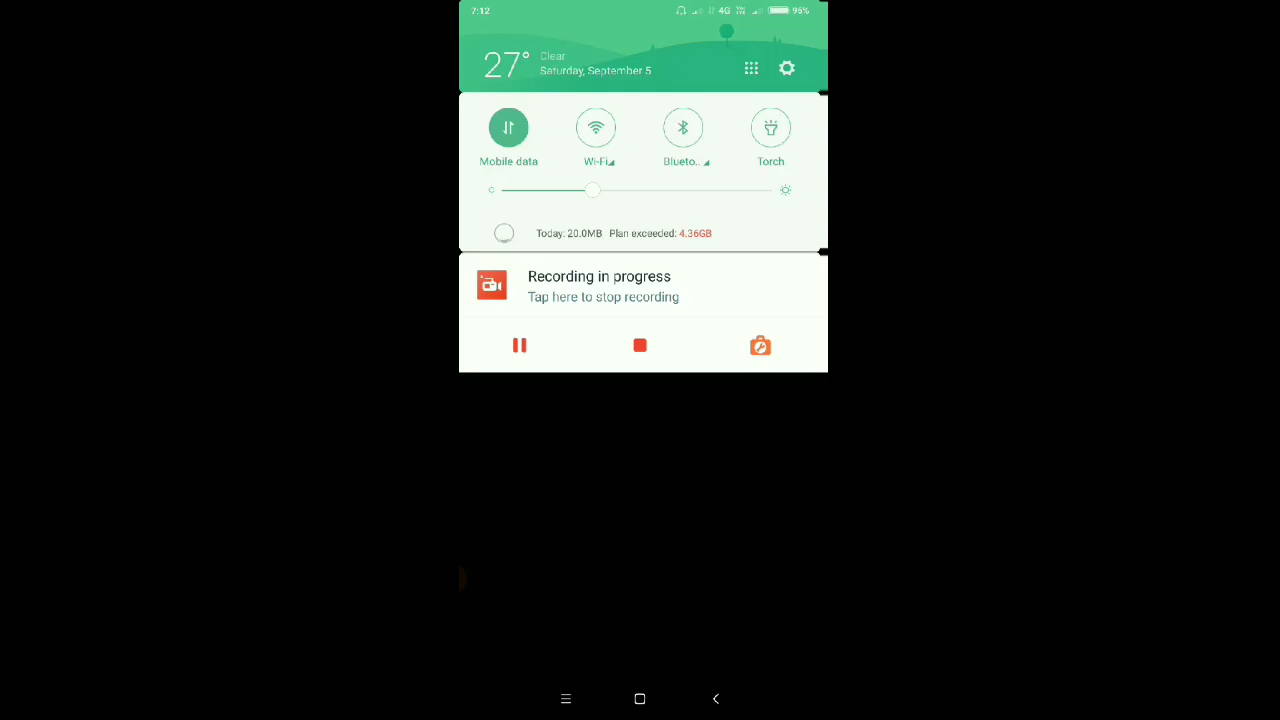 7:12 4G 95%
27° Clear
Saturday, September 5
Mobile data Wi-Fi Blueto.. Torch
Today: 20.0MB Plan exceeded: 4.36GB
Recording in progress
Tap here to stop recording